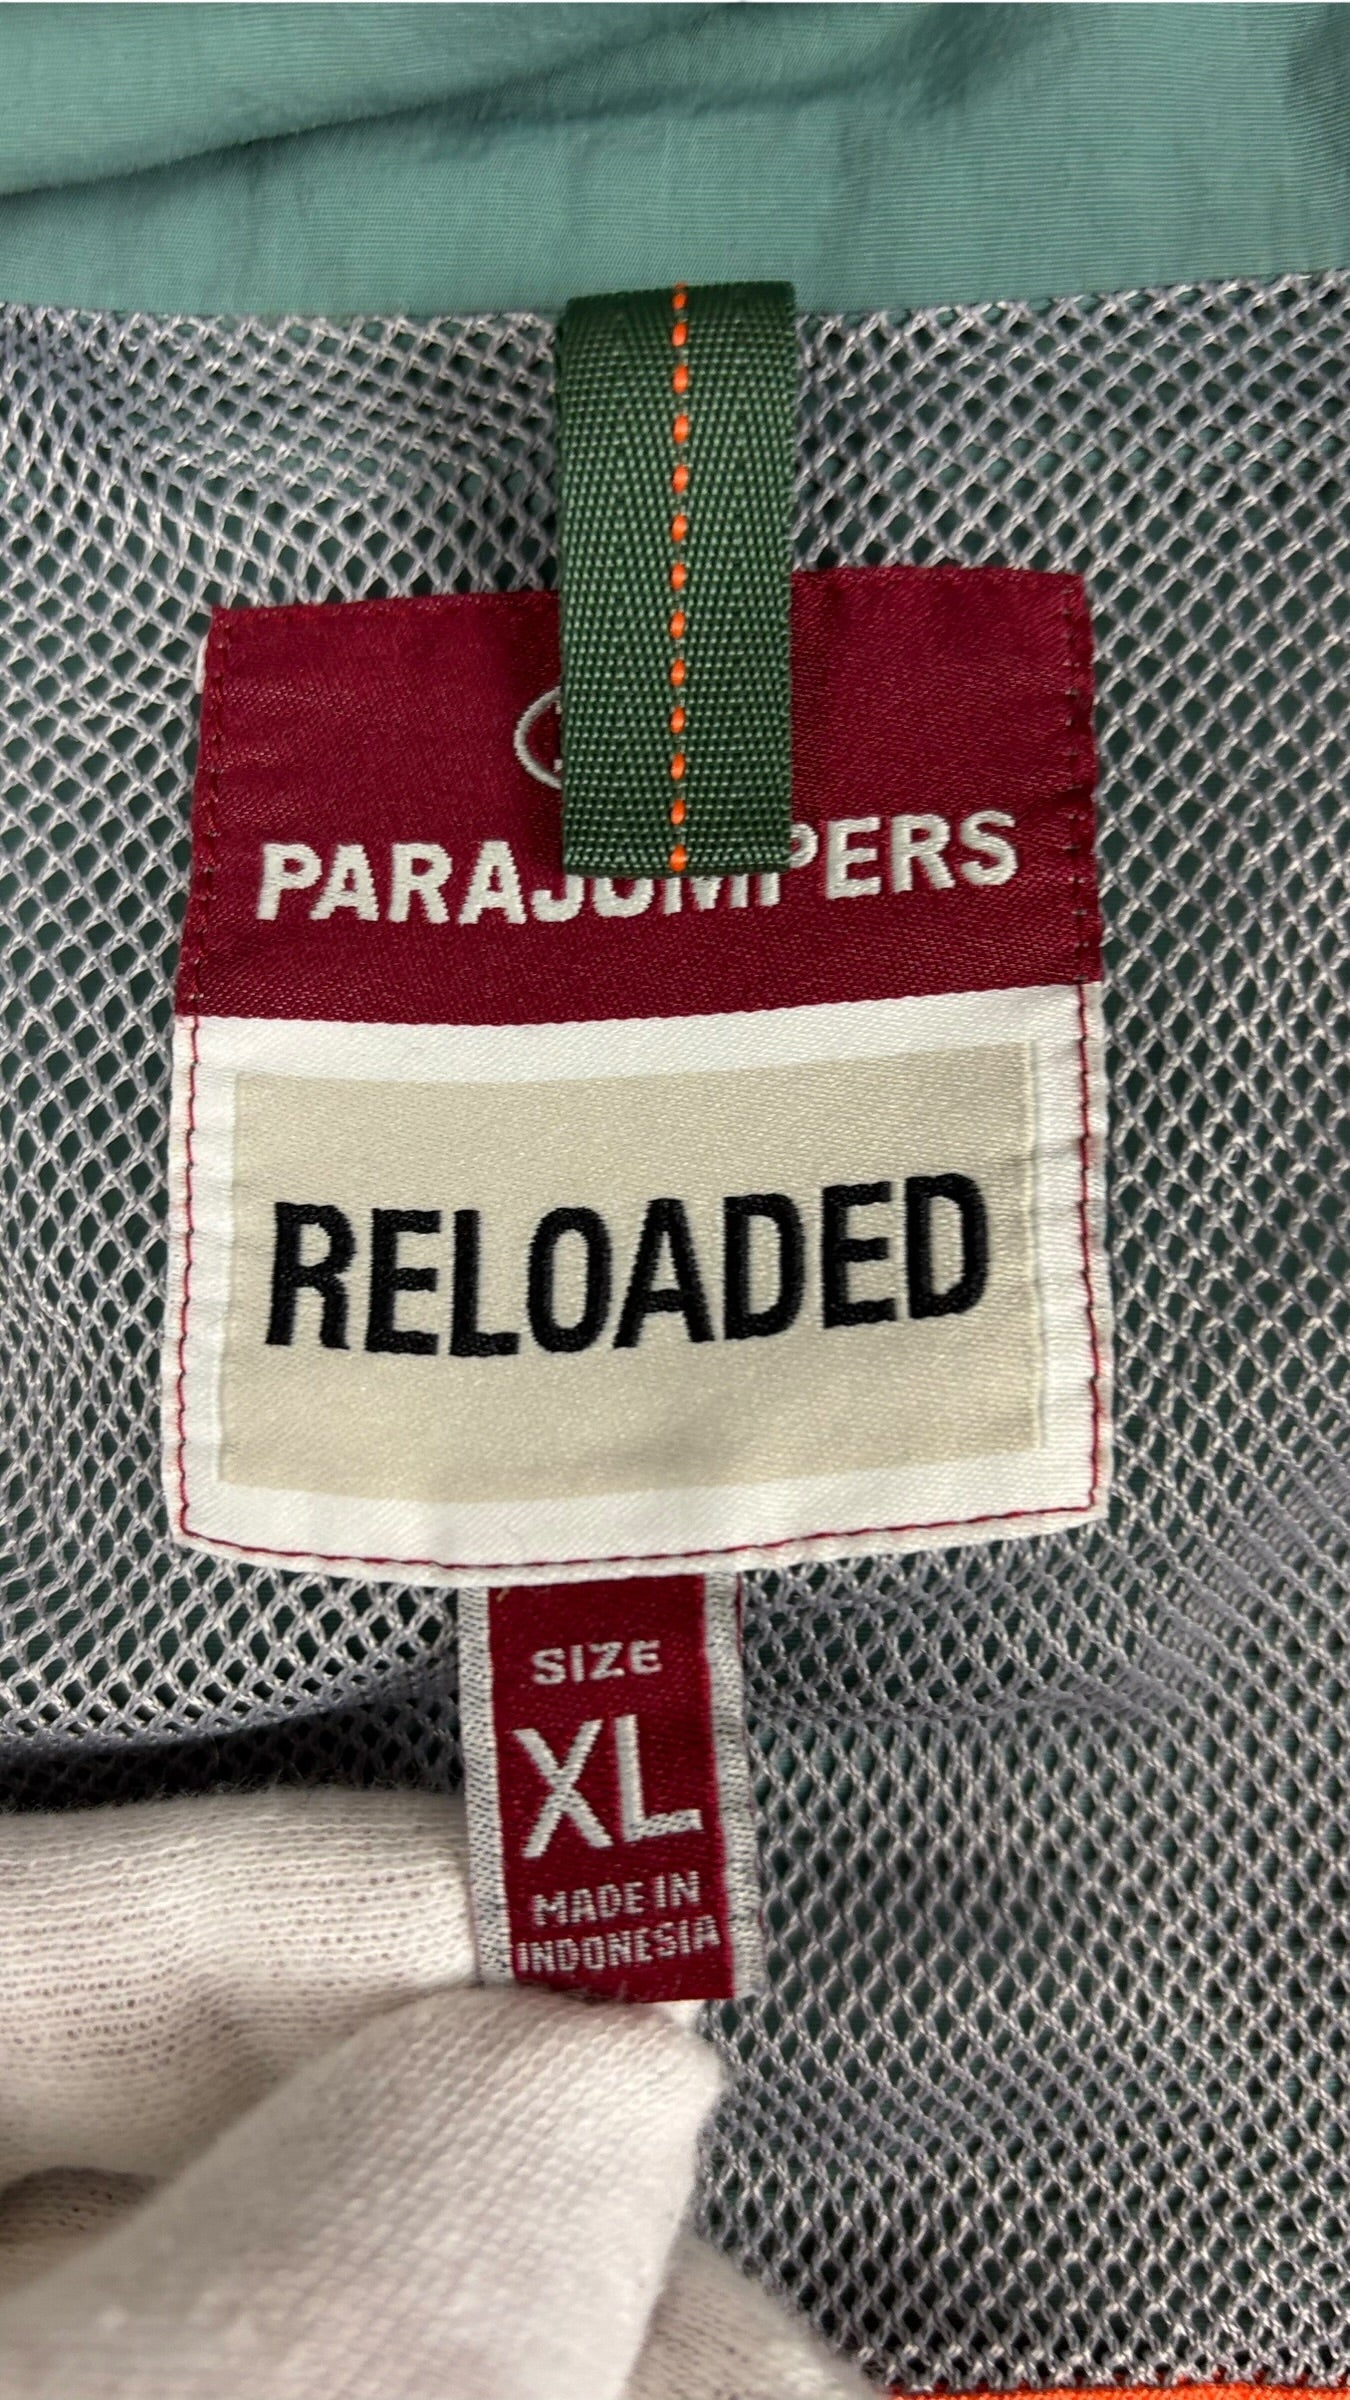 PARAJUMPERS
RELOADED
SIZE
XL
MADE IN
INDONESIA